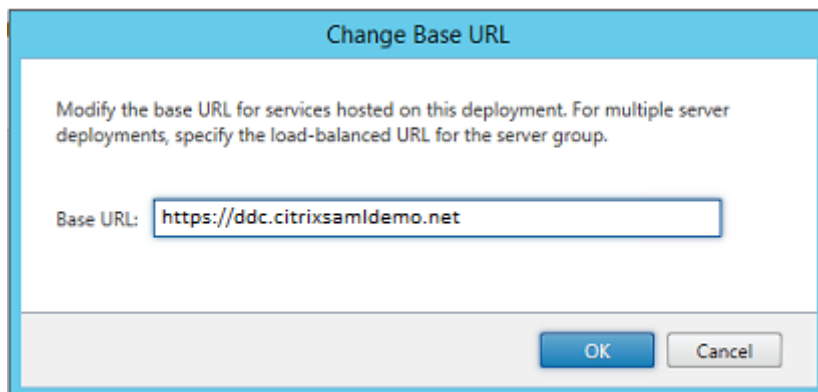 Change Base URL
Modify the base URL for services hosted on this deployment. For multiple server
deployments, specify the load-balanced URL for the server group.
Base URL: https://ddc.citrixsamldemo.net
OK Cancel